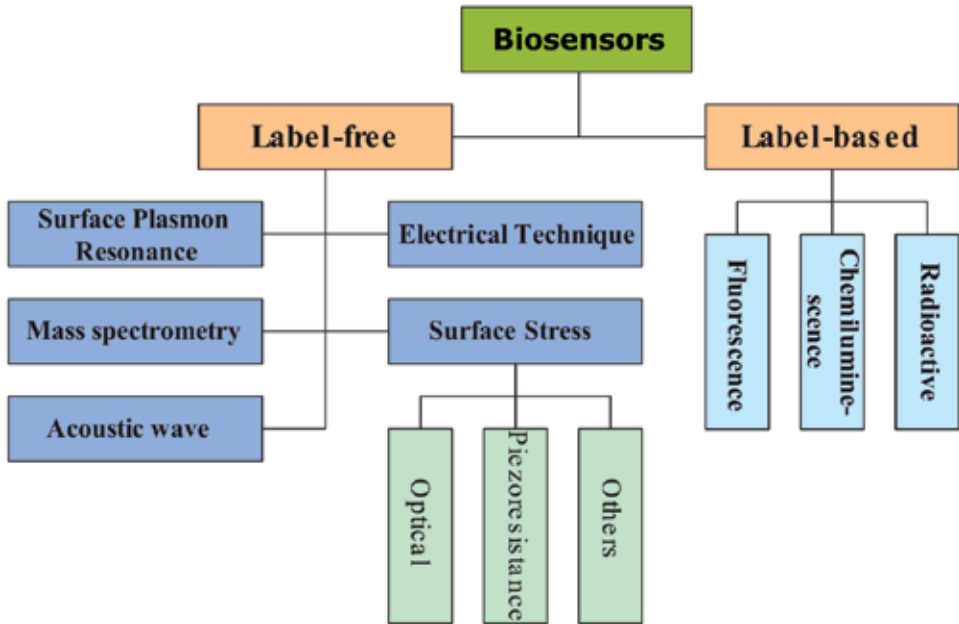 Biosensors
Label-free
Label-based
Surface Plasmon
Resonance
Electrical Technique
Mass spectrometry
Surface Stress
Acoustic wave
Optical
Piezoresistance
Others
Fluorescence
Chemilumine-
scence
Radioactive